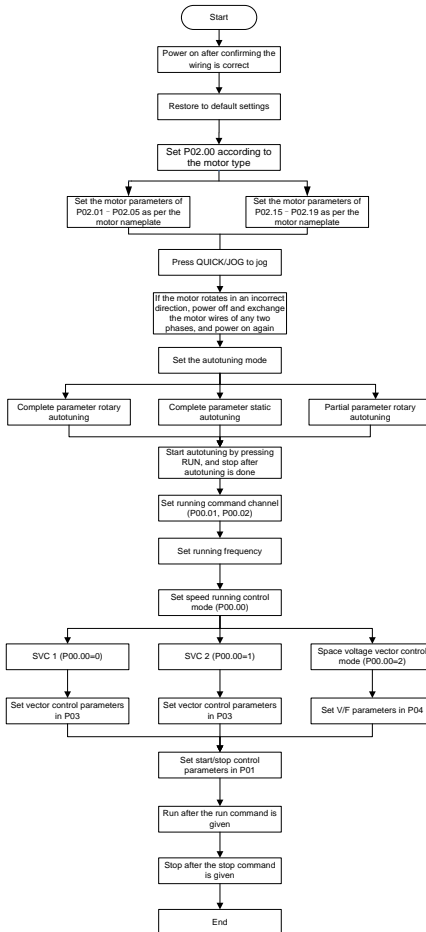 Start
Power on after confirming the
wiring is correct
Restore to default settings
Set P02.00 according to
the motor type
Set the motor parameters of
P02.01 - P02.05 as per the
motor nameplate
Set the motor parameters of
P02.15 - P02.19 as per the
motor nameplate
Press QUICK/JOG to jog
If the motor rotates in an incorrect
direction, power off and exchange
the motor wires of any two
phases, and power on again
Set the autotuning mode
Complete parameter rotary
autotuning
Complete parameter static
autotuning
Partial parameter rotary
autotuning
Start autotuning by pressing
RUN, and stop after
autotuning is done
Set running command channel
(P00.01, P00.02)
Set running frequency
Set speed running control
mode (P00.00)
SVC 1 (P00.00=0)
SVC 2 (P00.00=1)
Space voltage vector control
mode (P00.00=2)
Set vector control parameters
in P03
Set vector control parameters
in P03
Set V/F parameters in P04
Set start/stop control
parameters in P01
Run after the run command is
given
Stop after the stop command
is given
End